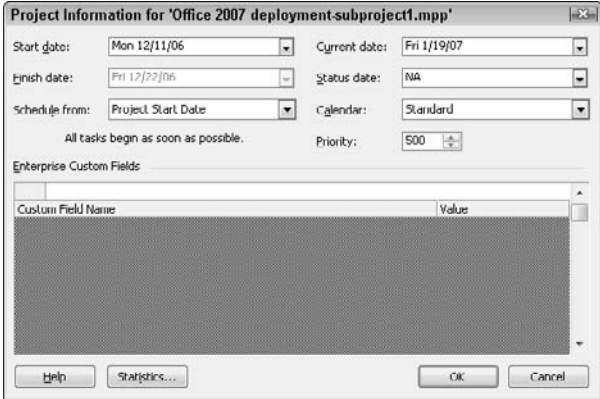 Project Information for 'Office 2007 deployment-subproject1.mpp'
Start date: Mon 12/11/06 Current date: Fri 1/19/07
Finish date: Fri 12/22/06 Status date: NA
Schedule from: Project Start Date Calendar: Standard
All tasks begin as soon as possible. Priority: 500
Enterprise Custom Fields
Custom Field Name Value
Help Statistics... OK Cancel